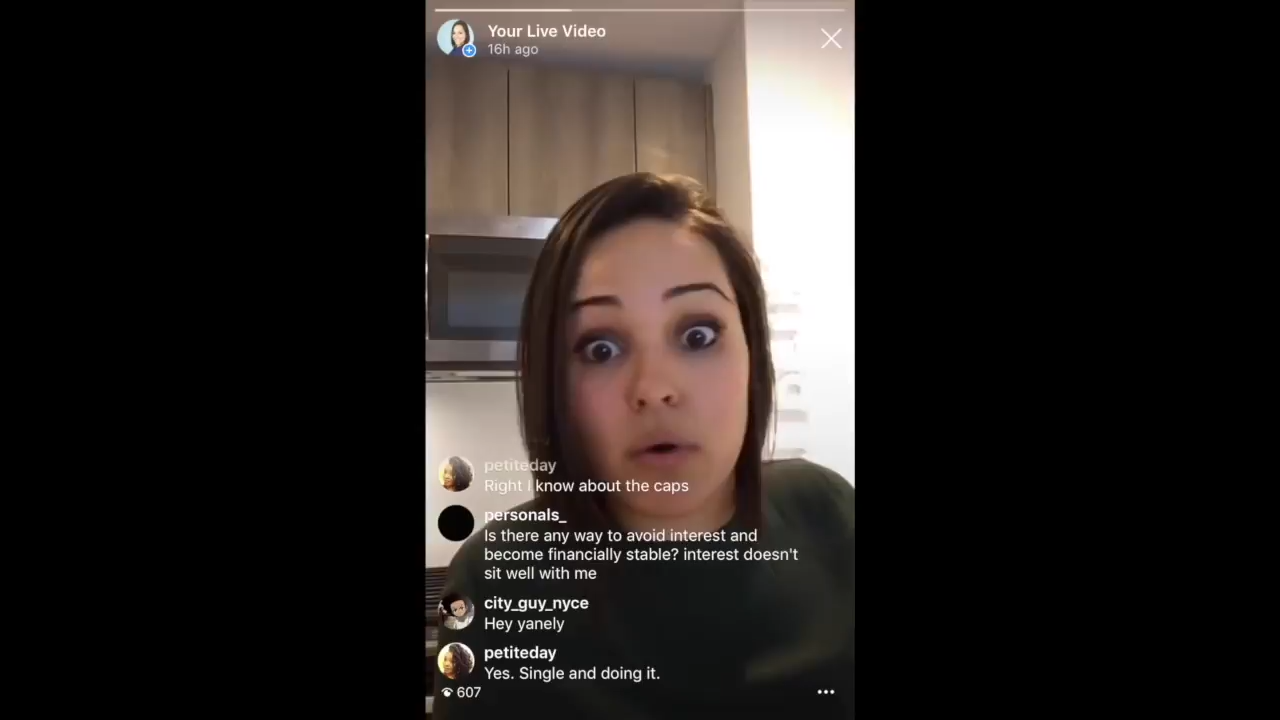 Your Live Video
16h ago
petiteday
Right I know about the caps
personals_
Is there any way to avoid interest and
become financially stable? interest doesn't
sit well with me
city_guy_nyce
Hey yanely
petiteday
Yes. Single and doing it.
607